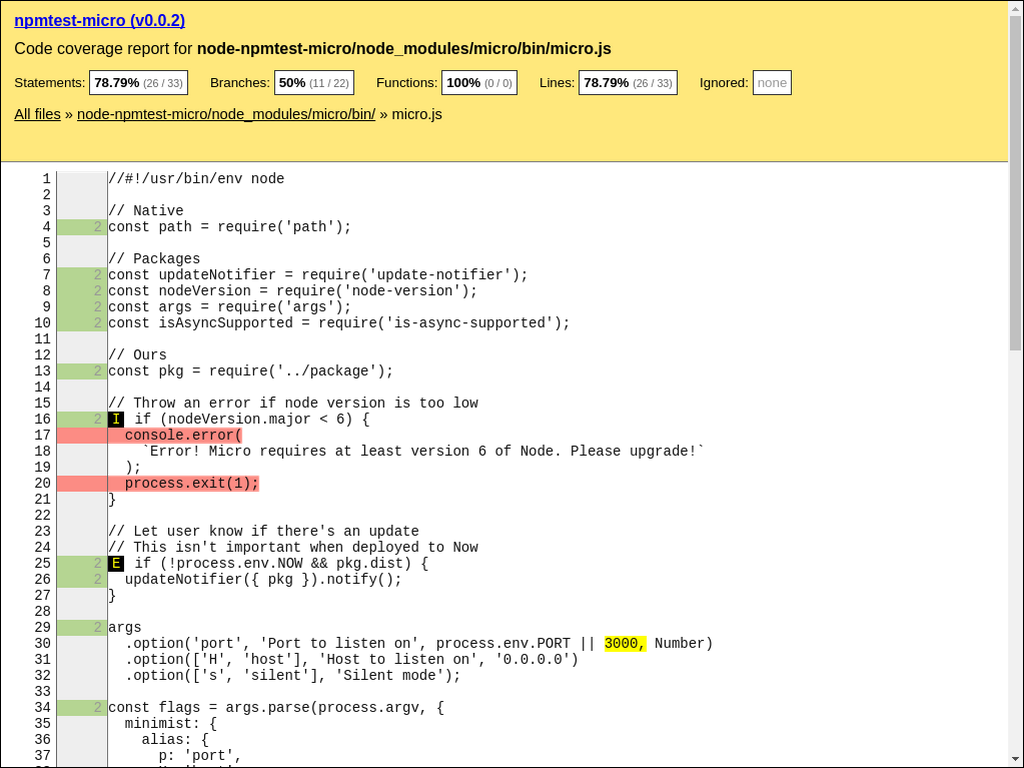 npmtest-micro (v0.0.2)
Code coverage report for node-npmtest-micro/node_modules/micro/bin/micro.js
Statements: 78.79% (26 / 33) Branches: 50% (11 / 22) Functions: 100% (0 / 0) Lines: 78.79% (26 / 33) Ignored: none
All files » node-npmtest-micro/node_modules/micro/bin/ » micro.js
1 //#!/usr/bin/env node
2
3 // Native
4 2 const path = require('path');
5
6 // Packages
7 2 const updateNotifier = require('update-notifier');
8 2 const nodeVersion = require('node-version');
9 2 const args = require('args');
10 2 const isAsyncSupported = require('is-async-supported');
11
12 // Ours
13 2 const pkg = require('../package');
14
15 // Throw an error if node version is too low
16 2 I if (nodeVersion.major < 6) {
17 console.error(
18 `Error! Micro requires at least version 6 of Node. Please upgrade!`
19 );
20 process.exit(1);
21 }
22
23 // Let user know if there's an update
24 // This isn't important when deployed to Now
25 2 E if (!process.env.NOW && pkg.dist) {
26 2 updateNotifier({ pkg }).notify();
27 }
28
29 2 args
30 .option('port', 'Port to listen on', process.env.PORT || 3000, Number)
31 .option(['H', 'host'], 'Host to listen on', '0.0.0.0')
32 .option(['s', 'silent'], 'Silent mode');
33
34 2 const flags = args.parse(process.argv, {
35 minimist: {
36 alias: {
37 p: 'port',